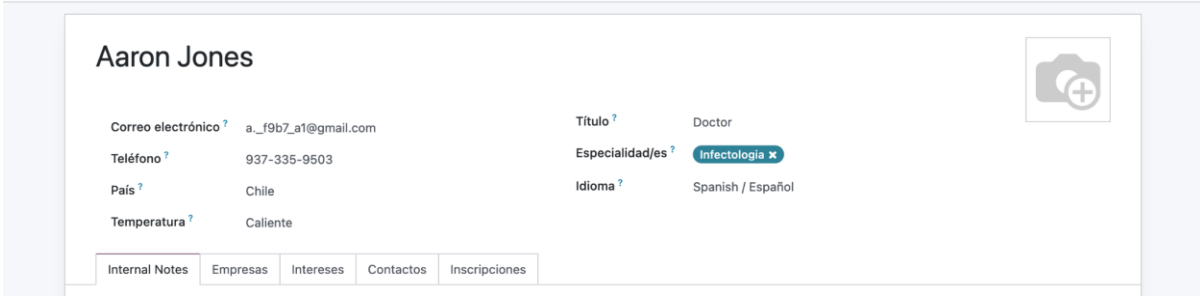 Aaron Jones
Correo electrónico ? a._f9b7_a1@gmail.com
Teléfono ? 937-335-9503
País ? Chile
Temperatura ? Caliente
Título ? Doctor
Especialidad/es ? Infectologia ×
Idioma ? Spanish / Español
Internal Notes Empresas Intereses Contactos Inscripciones